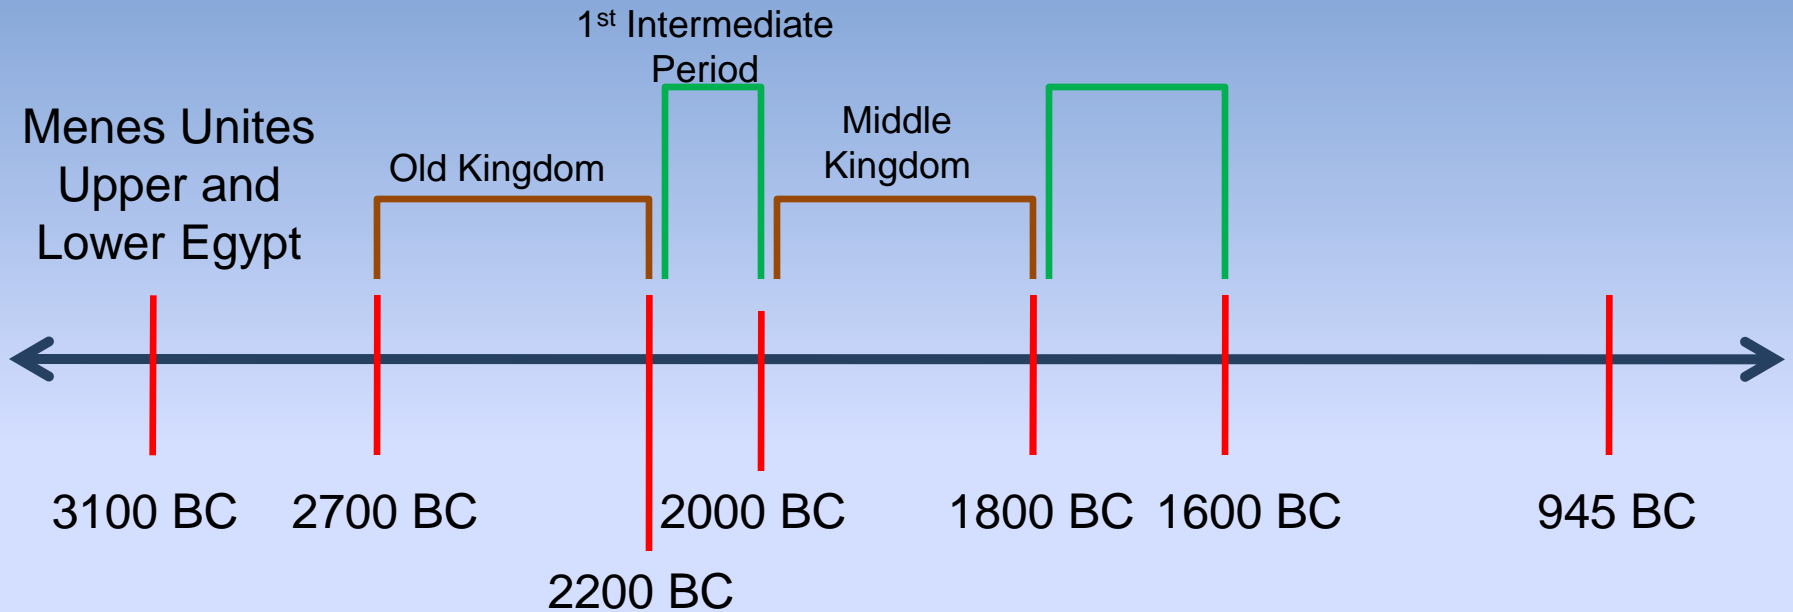 1st Intermediate
Period
Menes Unites
Upper and
Lower Egypt
Old Kingdom
Middle
Kingdom
3100 BC
2700 BC
2000 BC
1800 BC
1600 BC
945 BC
2200 BC